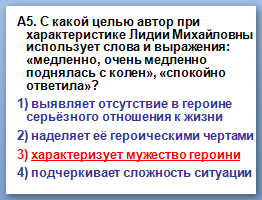 А5. С какой целью автор при
характеристике Лидии Михайловны
использует слова и выражения:
«медленно, очень медленно
поднялась с колен», «спокойно
ответила»?
1) выявляет отсутствие в героине
серьёзного отношения к жизни
2) наделяет её героическими чертами
3) характеризует мужество героини
4) подчеркивает сложность ситуации